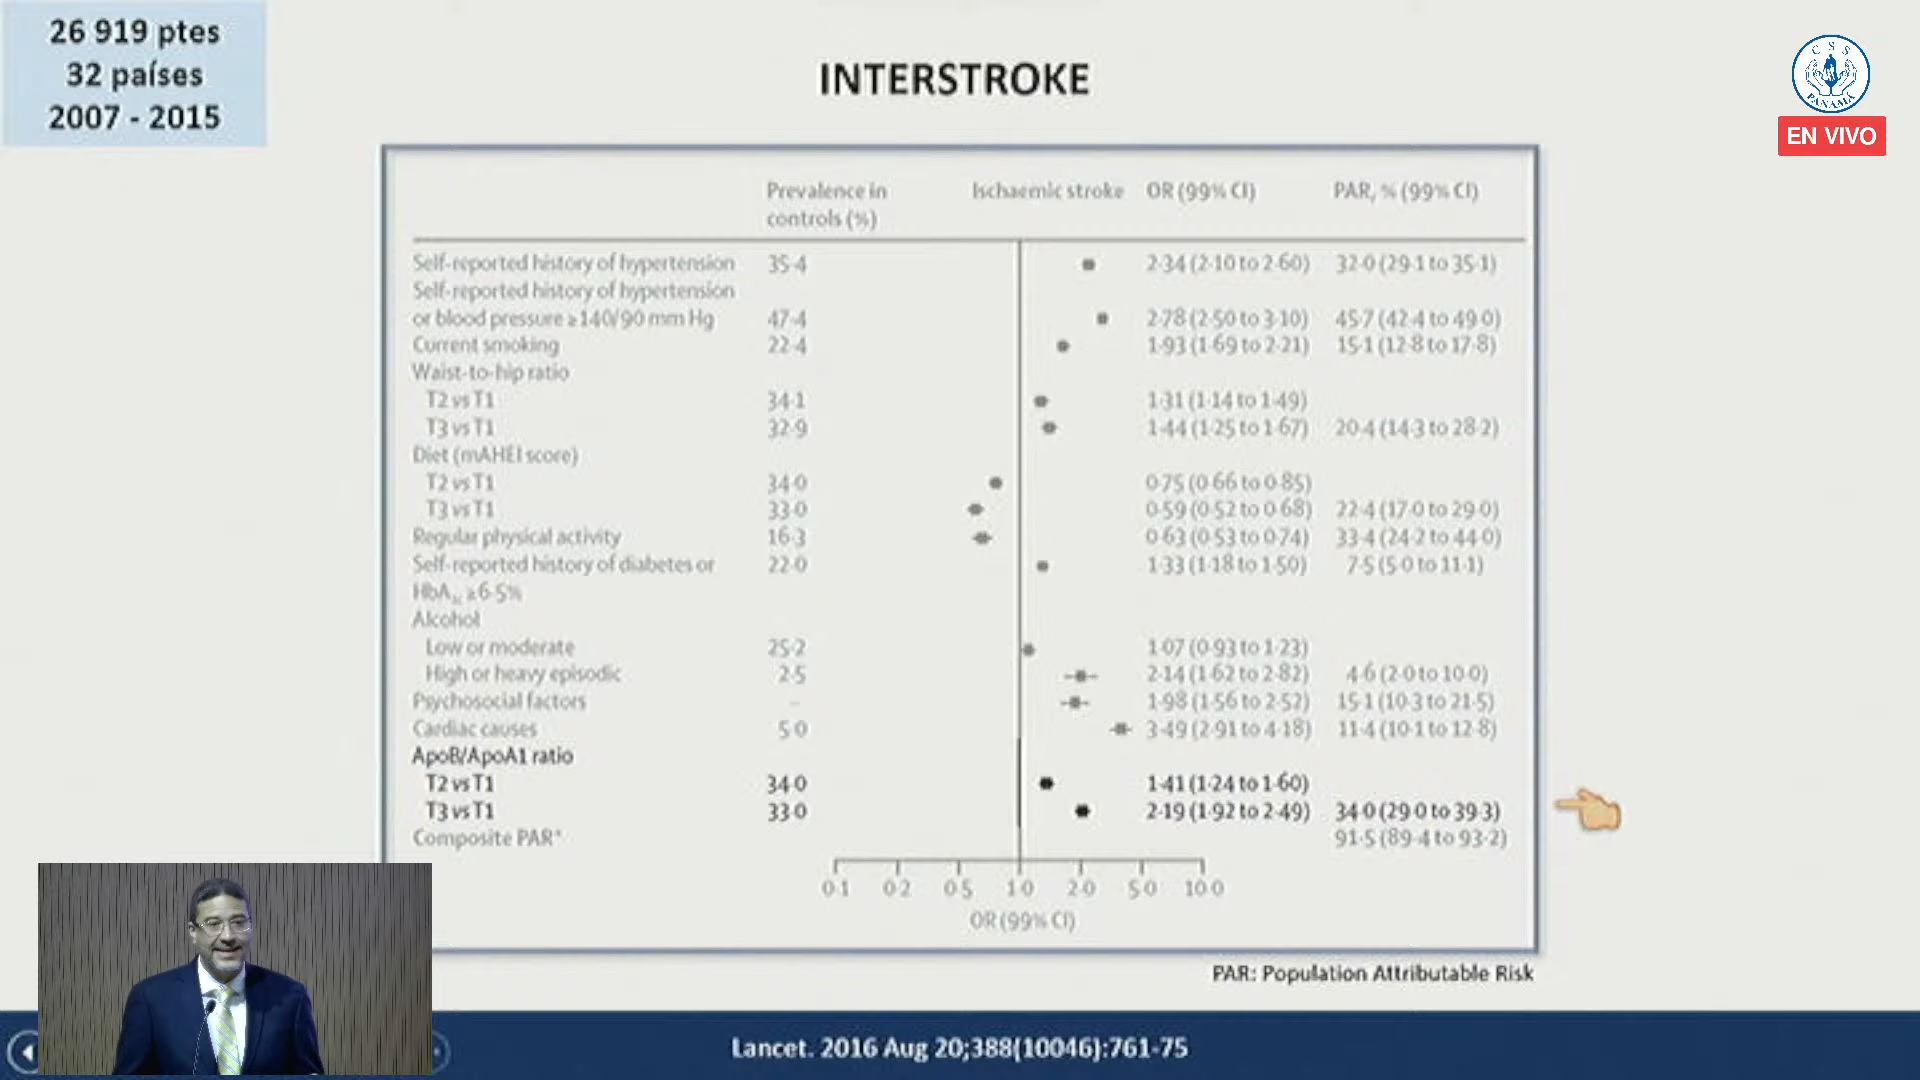 26 919 ptes
32 países
2007 - 2015
INTERSTROKE
C S S
PANAMÁ
EN VIVO
Prevalence in controls (%) Ischaemic stroke OR (99% CI) PAR, % (99% CI)
Self-reported history of hypertension 35·4 2·34 (2·10 to 2·60) 32·0 (29·1 to 35·1)
Self-reported history of hypertension
or blood pressure ≥140/90 mm Hg 47·4 2·78 (2·50 to 3·10) 45·7 (42·4 to 49·0)
Current smoking 22·4 1·93 (1·69 to 2·21) 15·1 (12·8 to 17·8)
Waist-to-hip ratio
T2 vs T1 34·1 1·31 (1·14 to 1·49)
T3 vs T1 32·9 1·44 (1·25 to 1·67) 20·4 (14·3 to 28·2)
Diet (mAHEI score)
T2 vs T1 34·0 0·75 (0·66 to 0·85)
T3 vs T1 33·0 0·59 (0·52 to 0·68) 22·4 (17·0 to 29·0)
Regular physical activity 16·3 0·63 (0·53 to 0·74) 33·4 (24·2 to 44·0)
Self-reported history of diabetes or 22·0 1·33 (1·18 to 1·50) 7·5 (5·0 to 11·1)
HbA1c ≥6·5%
Alcohol
Low or moderate 25·2 1·07 (0·93 to 1·23)
High or heavy episodic 2·5 2·14 (1·62 to 2·82) 4·6 (2·0 to 10·0)
Psychosocial factors – 1·98 (1·56 to 2·52) 15·1 (10·3 to 21·5)
Cardiac causes 5·0 3·49 (2·91 to 4·18) 11·4 (10·1 to 12·8)
ApoB/ApoA1 ratio
T2 vs T1 34·0 1·41 (1·24 to 1·60)
T3 vs T1 33·0 2·19 (1·92 to 2·49) 34·0 (29·0 to 39·3)
Composite PAR* 91·5 (89·4 to 93·2)
0·1 0·2 0·5 1·0 2·0 5·0 10·0
OR (99% CI)
PAR: Population Attributable Risk
Lancet. 2016 Aug 20;388(10046):761-75